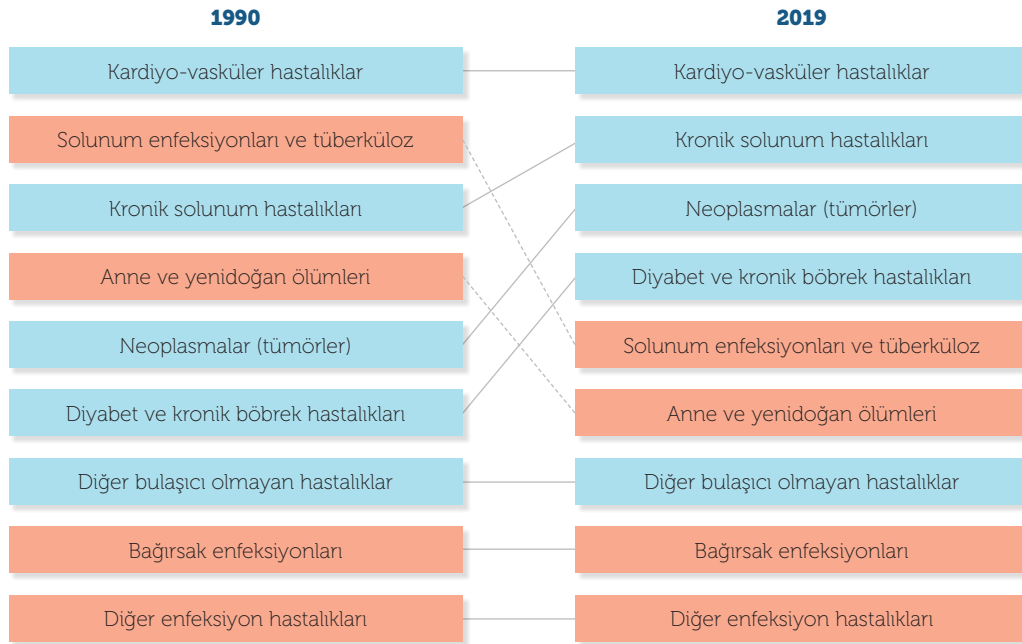 1990
2019
Kardiyo-vasküler hastalıklar
Kardiyo-vasküler hastalıklar
Solunum enfeksiyonları ve tüberküloz
Kronik solunum hastalıkları
Kronik solunum hastalıkları
Neoplasmalar (tümörler)
Anne ve yenidoğan ölümleri
Diyabet ve kronik böbrek hastalıkları
Neoplasmalar (tümörler)
Solunum enfeksiyonları ve tüberküloz
Diyabet ve kronik böbrek hastalıkları
Anne ve yenidoğan ölümleri
Diğer bulaşıcı olmayan hastalıklar
Diğer bulaşıcı olmayan hastalıklar
Bağırsak enfeksiyonları
Bağırsak enfeksiyonları
Diğer enfeksiyon hastalıkları
Diğer enfeksiyon hastalıkları